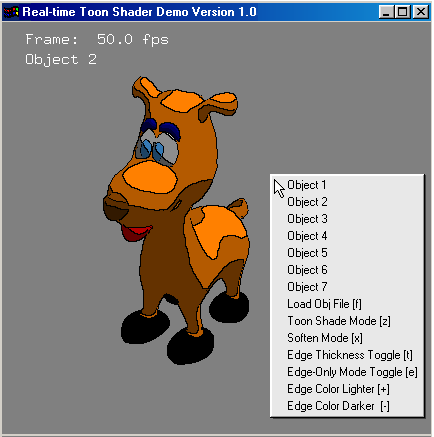 Real-time Toon Shader Demo Version 1.0
Frame:  50.0 fps
Object 2
Object 1
Object 2
Object 3
Object 4
Object 5
Object 6
Object 7
Load Obj File [f]
Toon Shade Mode [z]
Soften Mode [x]
Edge Thickness Toggle [t]
Edge-Only Mode Toggle [e]
Edge Color Lighter [+]
Edge Color Darker  [-]